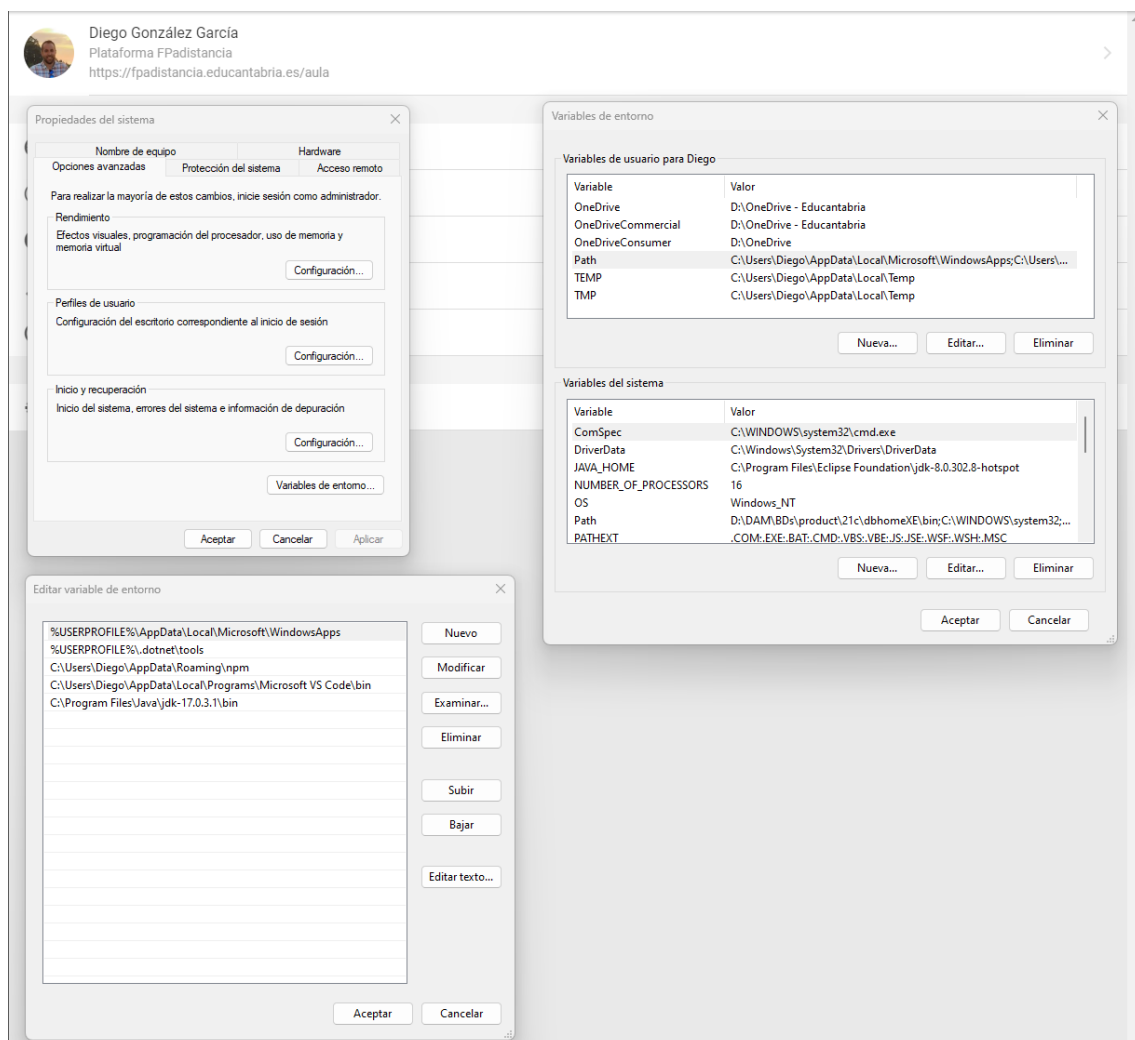 Diego González García
Plataforma FPadistancia
https://fpadistancia.educantabria.es/aula
Propiedades del sistema
Nombre de equipo Hardware
Opciones avanzadas Protección del sistema Acceso remoto
Para realizar la mayoría de estos cambios, inicie sesión como administrador.
Rendimiento
Efectos visuales, programación del procesador, uso de memoria y
memoria virtual
Configuración...
Perfiles de usuario
Configuración del escritorio correspondiente al inicio de sesión
Configuración...
Inicio y recuperación
Inicio del sistema, errores del sistema e información de depuración
Configuración...
Variables de entorno...
Aceptar Cancelar Aplicar
Variables de entorno
Variables de usuario para Diego
Variable Valor
OneDrive D:\OneDrive - Educantabria
OneDriveCommercial D:\OneDrive - Educantabria
OneDriveConsumer D:\OneDrive
Path C:\Users\Diego\AppData\Local\Microsoft\WindowsApps;C:\Users\...
TEMP C:\Users\Diego\AppData\Local\Temp
TMP C:\Users\Diego\AppData\Local\Temp
Nueva... Editar... Eliminar
Variables del sistema
Variable Valor
ComSpec C:\WINDOWS\system32\cmd.exe
DriverData C:\Windows\System32\Drivers\DriverData
JAVA_HOME C:\Program Files\Eclipse Foundation\jdk-8.0.302.8-hotspot
NUMBER_OF_PROCESSORS 16
OS Windows_NT
Path D:\DAM\BDs\product\21c\dbhomeXE\bin;C:\WINDOWS\system32;...
PATHEXT .COM;.EXE;.BAT;.CMD;.VBS;.VBE;.JS;.JSE;.WSF;.WSH;.MSC
Nueva... Editar... Eliminar
Aceptar Cancelar
Editar variable de entorno
%USERPROFILE%\AppData\Local\Microsoft\WindowsApps
%USERPROFILE%\.dotnet\tools
C:\Users\Diego\AppData\Roaming\npm
C:\Users\Diego\AppData\Local\Programs\Microsoft VS Code\bin
C:\Program Files\Java\jdk-17.0.3.1\bin
Nuevo
Modificar
Examinar...
Eliminar
Subir
Bajar
Editar texto...
Aceptar Cancelar